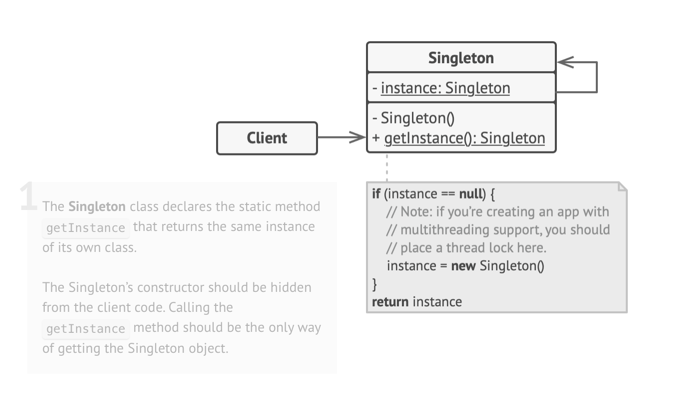 Singleton
- instance: Singleton
- Singleton()
+ getInstance(): Singleton
Client
1
The Singleton class declares the static method
getInstance that returns the same instance
of its own class.
The Singleton's constructor should be hidden
from the client code. Calling the
getInstance method should be the only way
of getting the Singleton object.
if (instance == null) {
// Note: if you're creating an app with
// multithreading support, you should
// place a thread lock here.
instance = new Singleton()
}
return instance